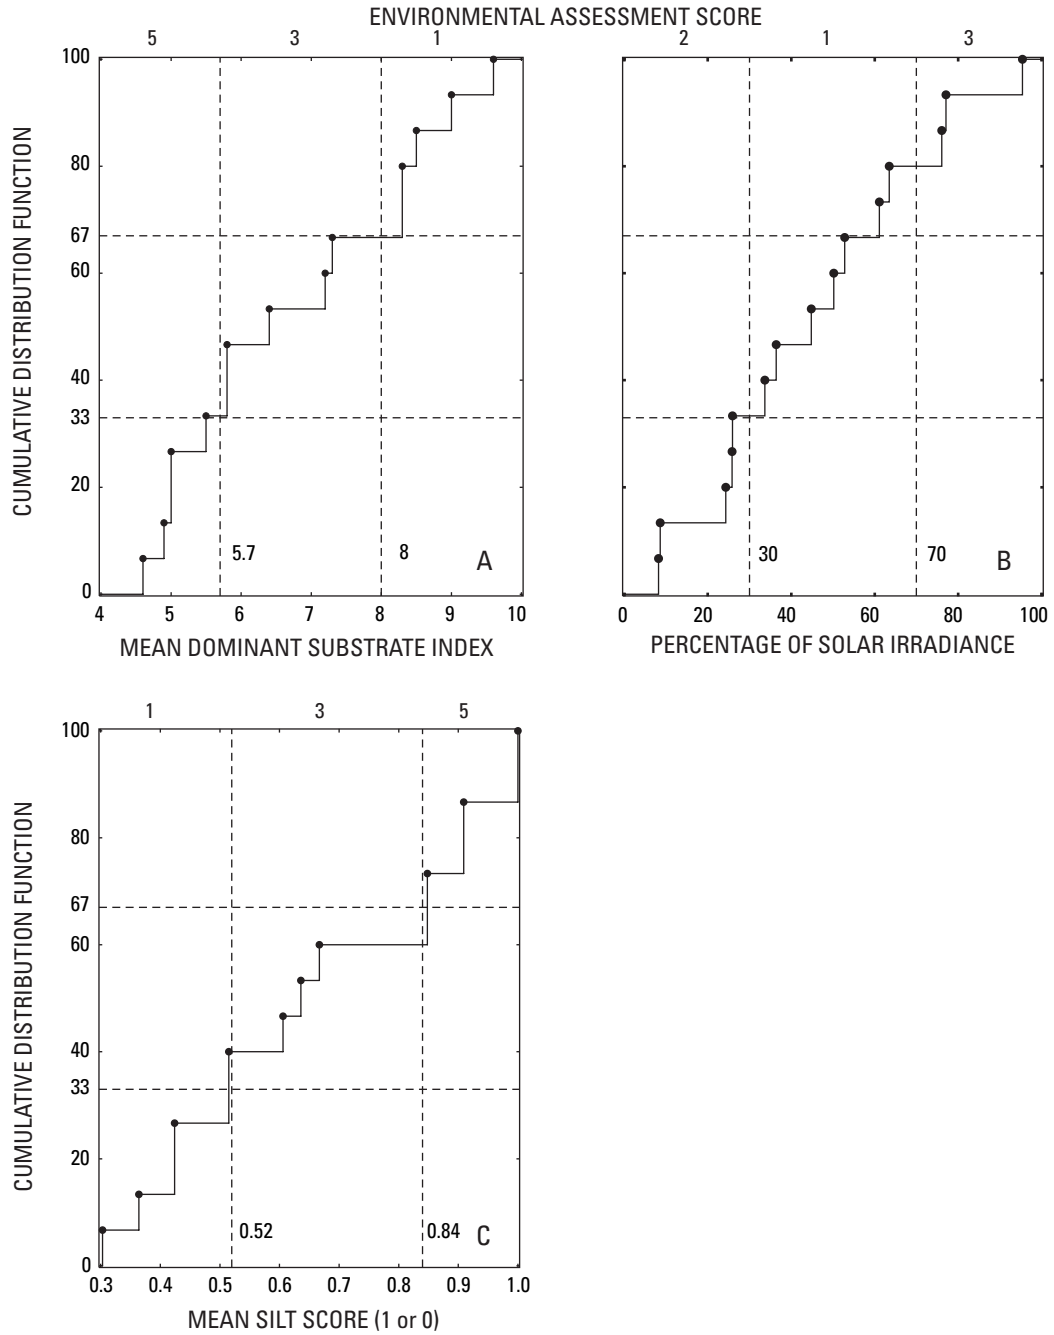 ENVIRONMENTAL ASSESSMENT SCORE
5 3 1
2 1 3
CUMULATIVE DISTRIBUTION FUNCTION
100
80
67
60
40
33
20
0
5.7
8
A
4 5 6 7 8 9 10
MEAN DOMINANT SUBSTRATE INDEX
30
70
B
0 20 40 60 80 100
PERCENTAGE OF SOLAR IRRADIANCE
1 3 5
CUMULATIVE DISTRIBUTION FUNCTION
100
80
67
60
40
33
20
0
0.52
0.84
C
0.3 0.4 0.5 0.6 0.7 0.8 0.9 1.0
MEAN SILT SCORE (1 or 0)